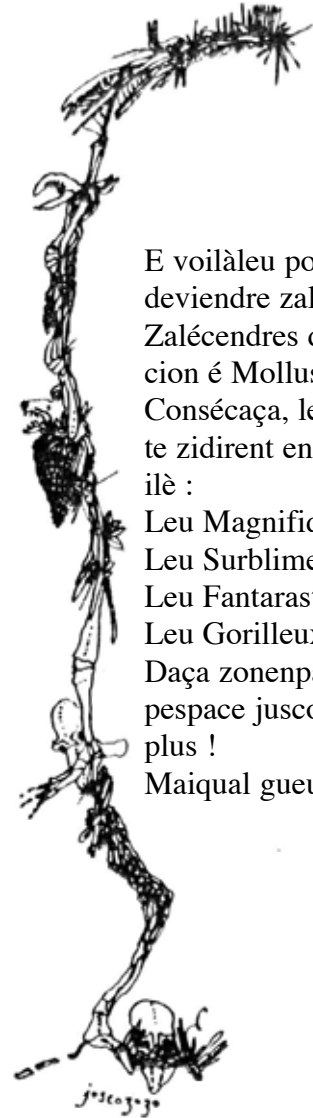 E voilàleu po
deviendre zal
Zalécendres d
cion é Mollus
Consécaça, le
te zidirent en
ilè :
Leu Magnific
Leu Surblime
Leu Fantaras
Leu Gorilleux
Daça zonenpa
pespace jusco
plus !
Maiqual gueu
joscogozo